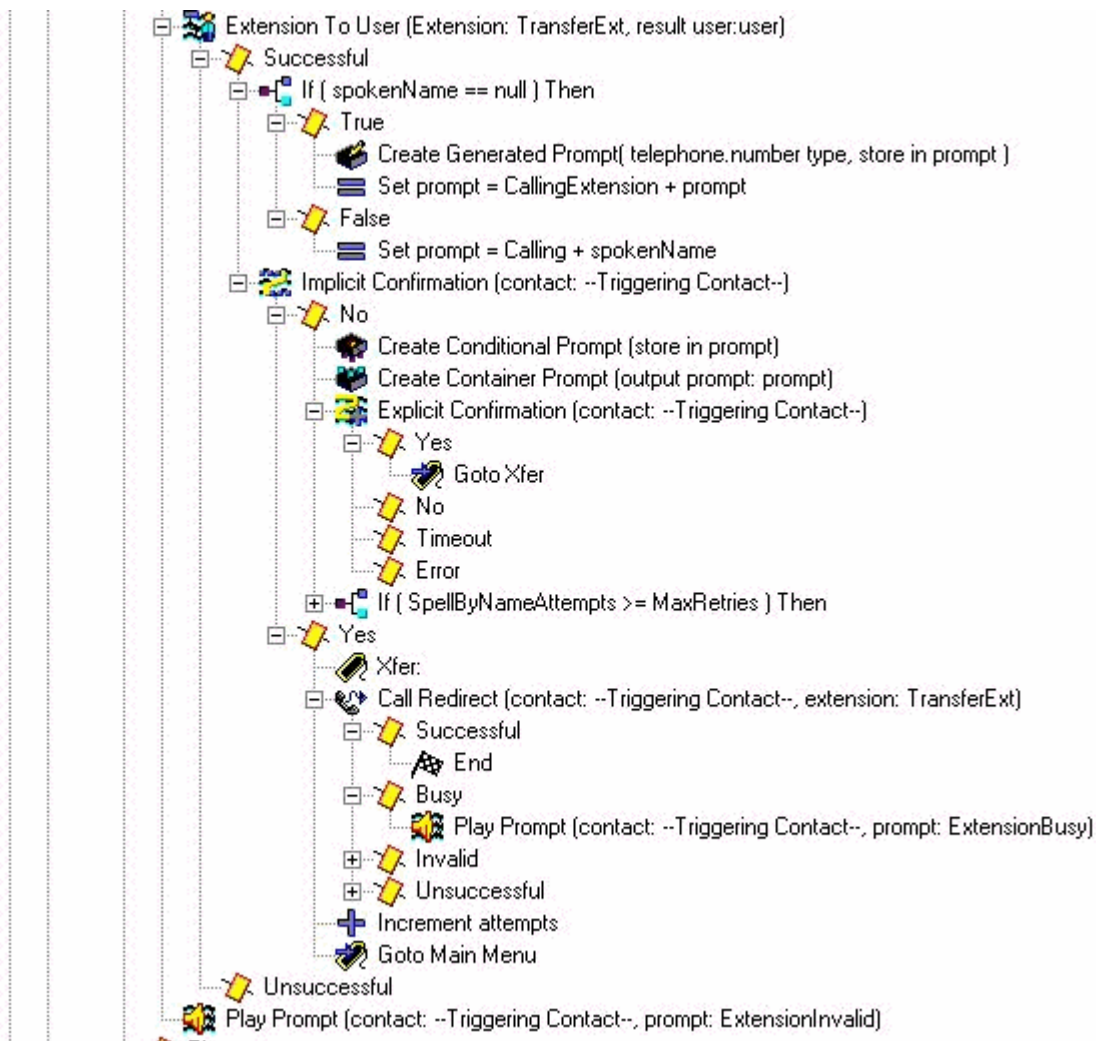 Extension To User (Extension: TransferExt, result user:user)
Successful
If ( spokenName == null ) Then
True
Create Generated Prompt( telephone.number type, store in prompt )
Set prompt = CallingExtension + prompt
False
Set prompt = Calling + spokenName
Implicit Confirmation (contact: --Triggering Contact--)
No
Create Conditional Prompt (store in prompt)
Create Container Prompt (output prompt: prompt)
Explicit Confirmation (contact: --Triggering Contact--)
Yes
Goto Xfer
No
Timeout
Error
If ( SpellByNameAttempts >= MaxRetries ) Then
Yes
Xfer:
Call Redirect (contact: --Triggering Contact--, extension: TransferExt)
Successful
End
Busy
Play Prompt (contact: --Triggering Contact--, prompt: ExtensionBusy)
Invalid
Unsuccessful
Increment attempts
Goto Main Menu
Unsuccessful
Play Prompt (contact: --Triggering Contact--, prompt: ExtensionInvalid)